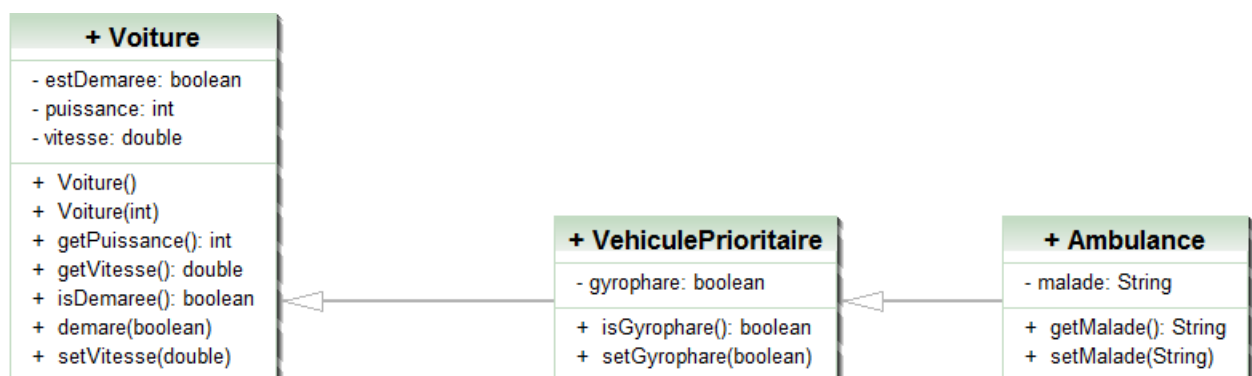 + Voiture
- estDemaree: boolean
- puissance: int
- vitesse: double
+ Voiture()
+ Voiture(int)
+ getPuissance(): int
+ getVitesse(): double
+ isDemaree(): boolean
+ demare(boolean)
+ setVitesse(double)
+ VehiculePrioritaire
- gyrophare: boolean
+ isGyrophare(): boolean
+ setGyrophare(boolean)
+ Ambulance
- malade: String
+ getMalade(): String
+ setMalade(String)